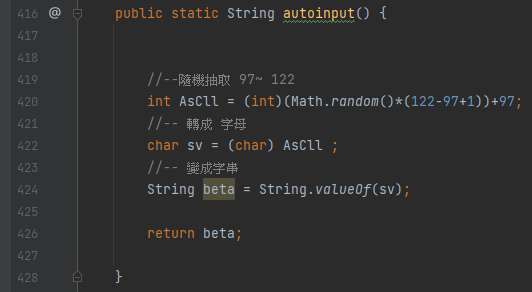 416 @ public static String autoinput() {
417
418
419 //--隨機抽取 97~ 122
420 int AsCll = (int)(Math.random()*(122-97+1))+97;
421 //-- 轉成 字母
422 char sv = (char) AsCll ;
423 //-- 變成字串
424 String beta = String.valueOf(sv);
425
426 return beta;
427
428 }